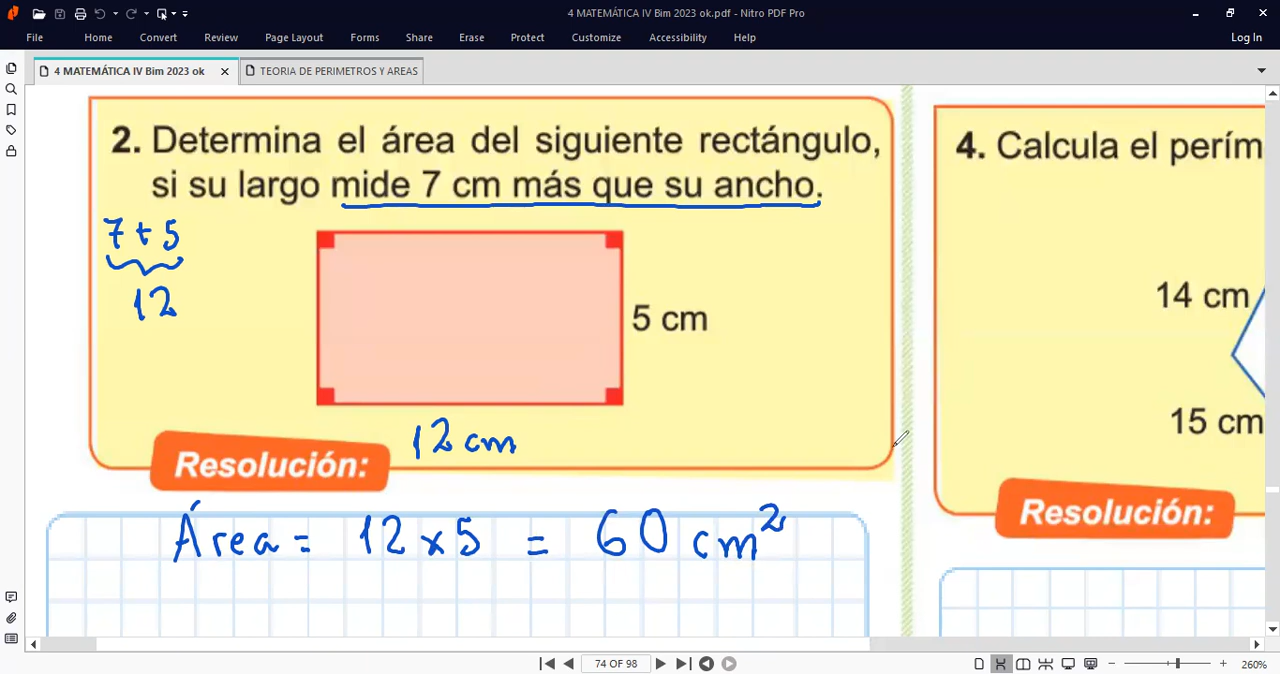 4 MATEMÁTICA IV Bim 2023 ok.pdf - Nitro PDF Pro
File Home Convert Review Page Layout Forms Share Erase Protect Customize Accessibility Help Log In
4 MATEMÁTICA IV Bim 2023 ok TEORIA DE PERIMETROS Y AREAS
2. Determina el área del siguiente rectángulo,
si su largo mide 7 cm más que su ancho.
7 + 5
12
5 cm
12 cm
Resolución:
Área = 12 x 5 = 60 cm²
4. Calcula el perím
14 cm
15 cm
Resolución:
74 OF 98
260%